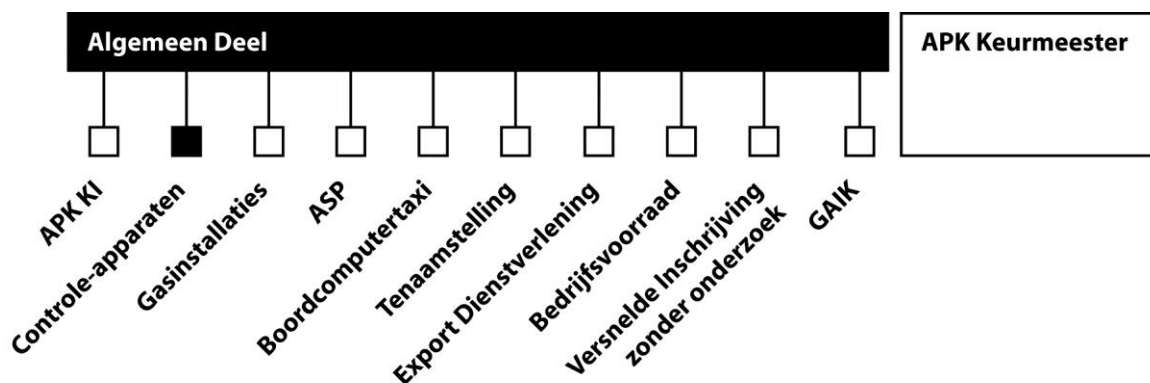 Algemeen Deel
APK Keurmeester
APK KI
Controle-apparaten
Gasinstallaties
ASP
Boordcomputertaxi
Tenaamstelling
Export Dienstverlening
Bedrijfsvoorraad
Versnelde Inschrijving
zonder onderzoek
GAIK